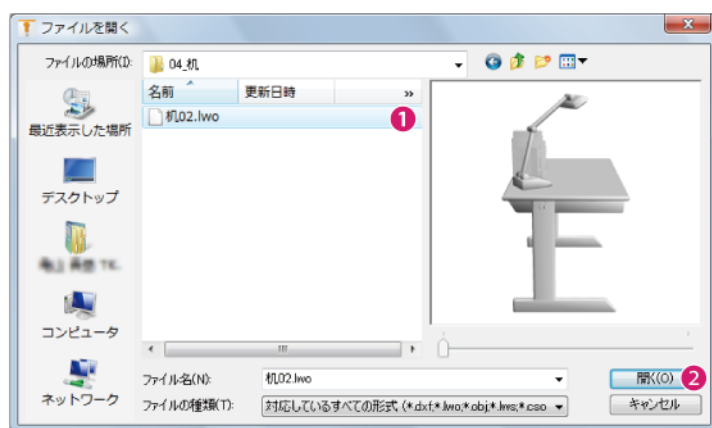 ファイルを開く
ファイルの場所(I):
04_机
名前
更新日時
»
机02.lwo
1
最近表示した場所
デスクトップ
コンピュータ
ネットワーク
ファイル名(N):
机02.lwo
開く(O)
2
ファイルの種類(T):
対応しているすべての形式 (*.dxf;*.lwo;*.obj;*.lws;*.cso
キャンセル